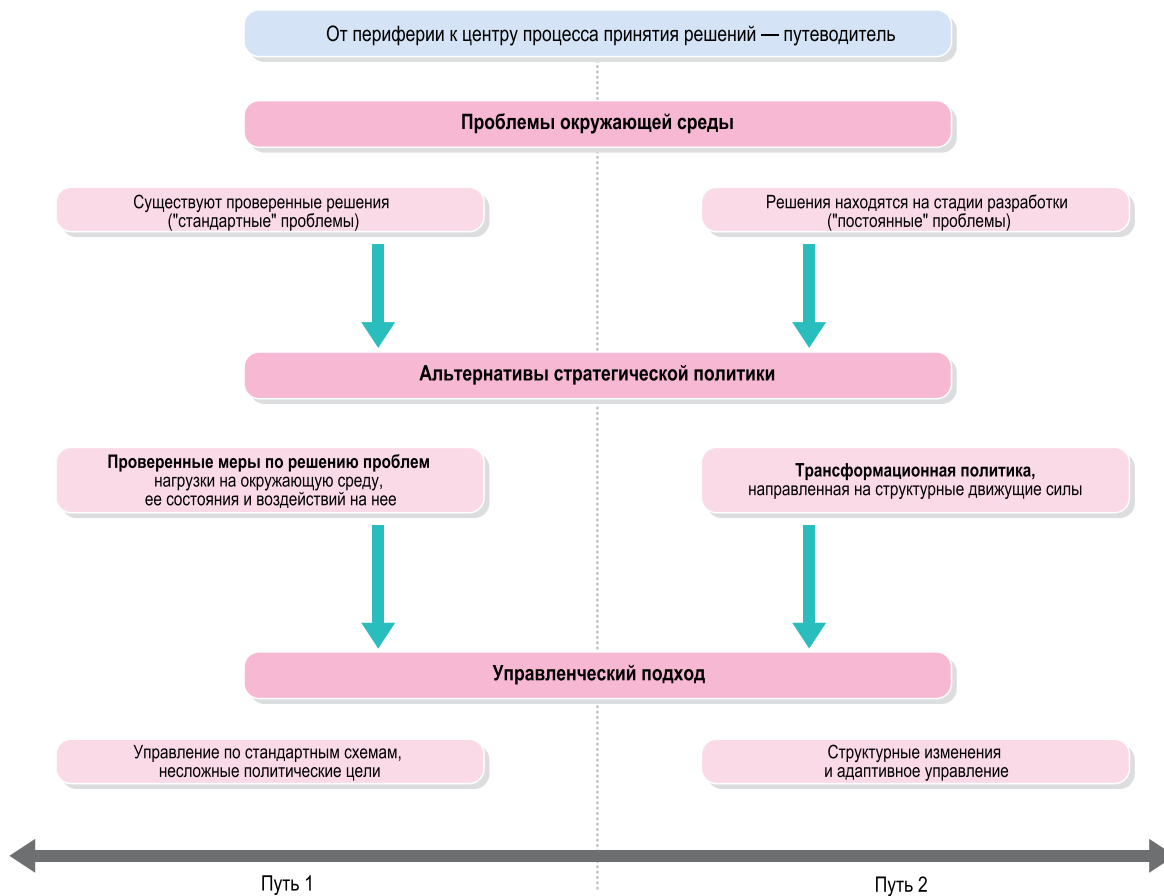 От периферии к центру процесса принятия решений — путеводитель
Проблемы окружающей среды
Существуют проверенные решения
("стандартные" проблемы)
Решения находятся на стадии разработки
("постоянные" проблемы)
Альтернативы стратегической политики
Проверенные меры по решению проблем
нагрузки на окружающую среду,
ее состояния и воздействий на нее
Трансформационная политика,
направленная на структурные движущие силы
Управленческий подход
Управление по стандартным схемам,
несложные политические цели
Структурные изменения
и адаптивное управление
Путь 1
Путь 2